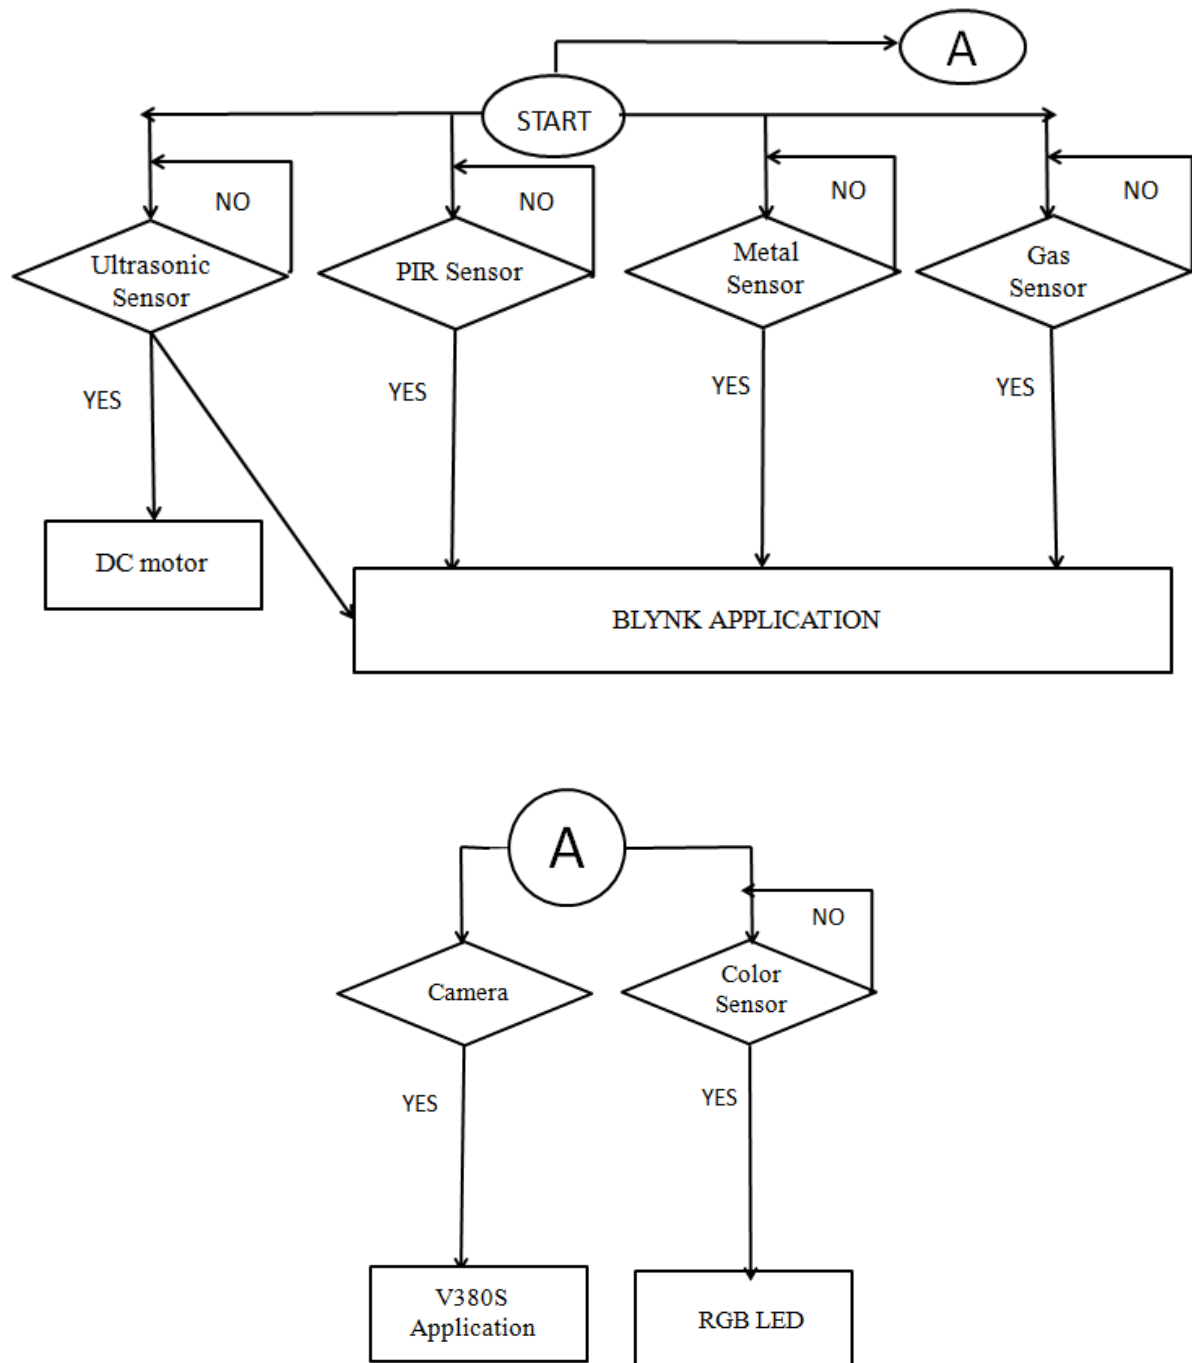 A
START
NO
NO
NO
NO
Ultrasonic
Sensor
PIR Sensor
Metal
Sensor
Gas
Sensor
YES
YES
YES
YES
DC motor
BLYNK APPLICATION
A
NO
Camera
Color
Sensor
YES
YES
V380S
Application
RGB LED